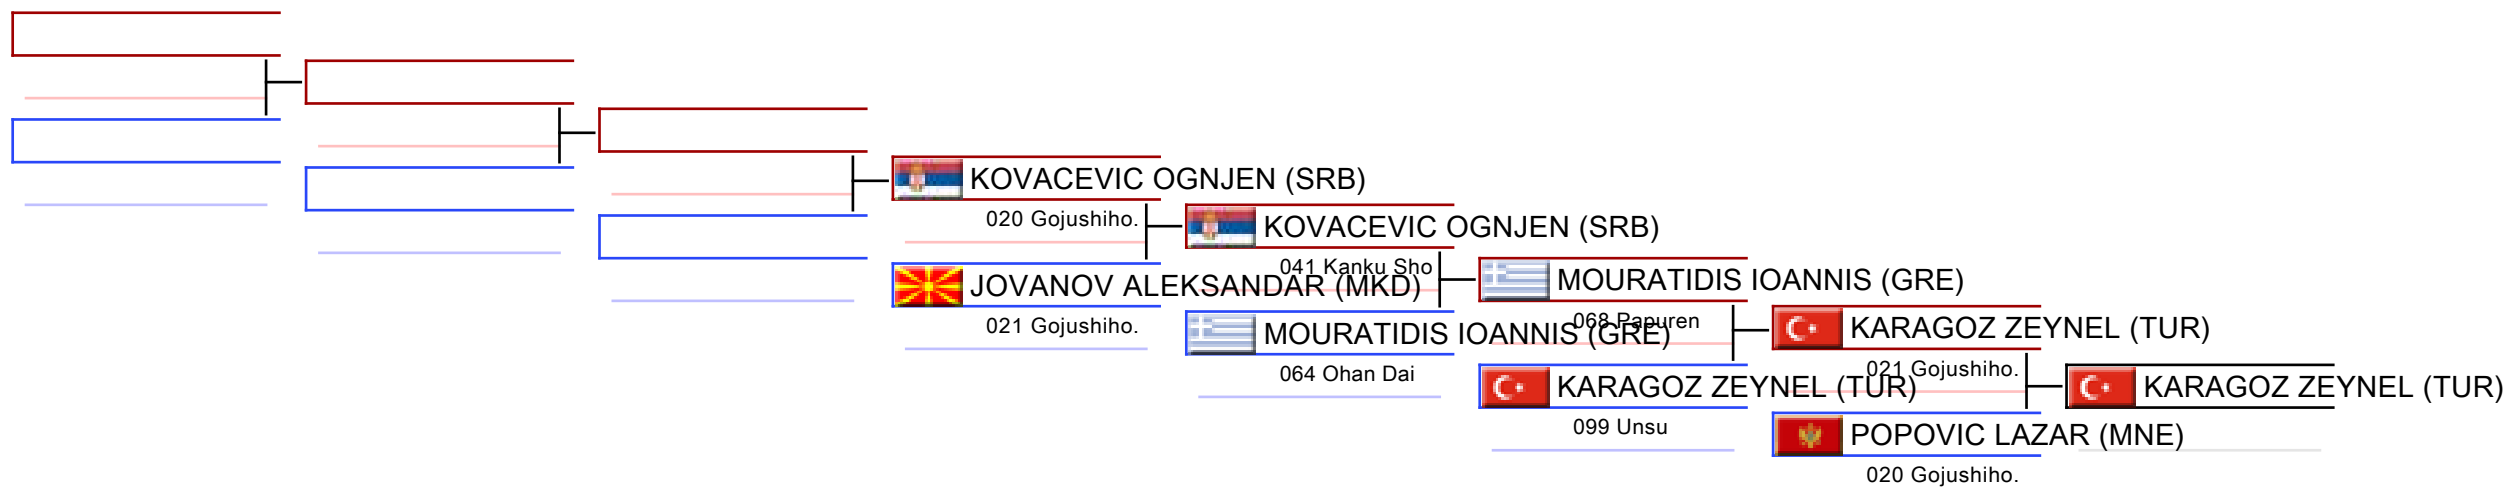 KOVACEVIC OGNJEN (SRB)
020 Gojushiho.
JOVANOV ALEKSANDAR (MKD)
021 Gojushiho.
KOVACEVIC OGNJEN (SRB)
041 Kanku Sho
MOURATIDIS IOANNIS (GRE)
064 Ohan Dai
MOURATIDIS IOANNIS (GRE)
068 Papuren
KARAGOZ ZEYNEL (TUR)
099 Unsu
KARAGOZ ZEYNEL (TUR)
021 Gojushiho.
POPOVIC LAZAR (MNE)
020 Gojushiho.
KARAGOZ ZEYNEL (TUR)